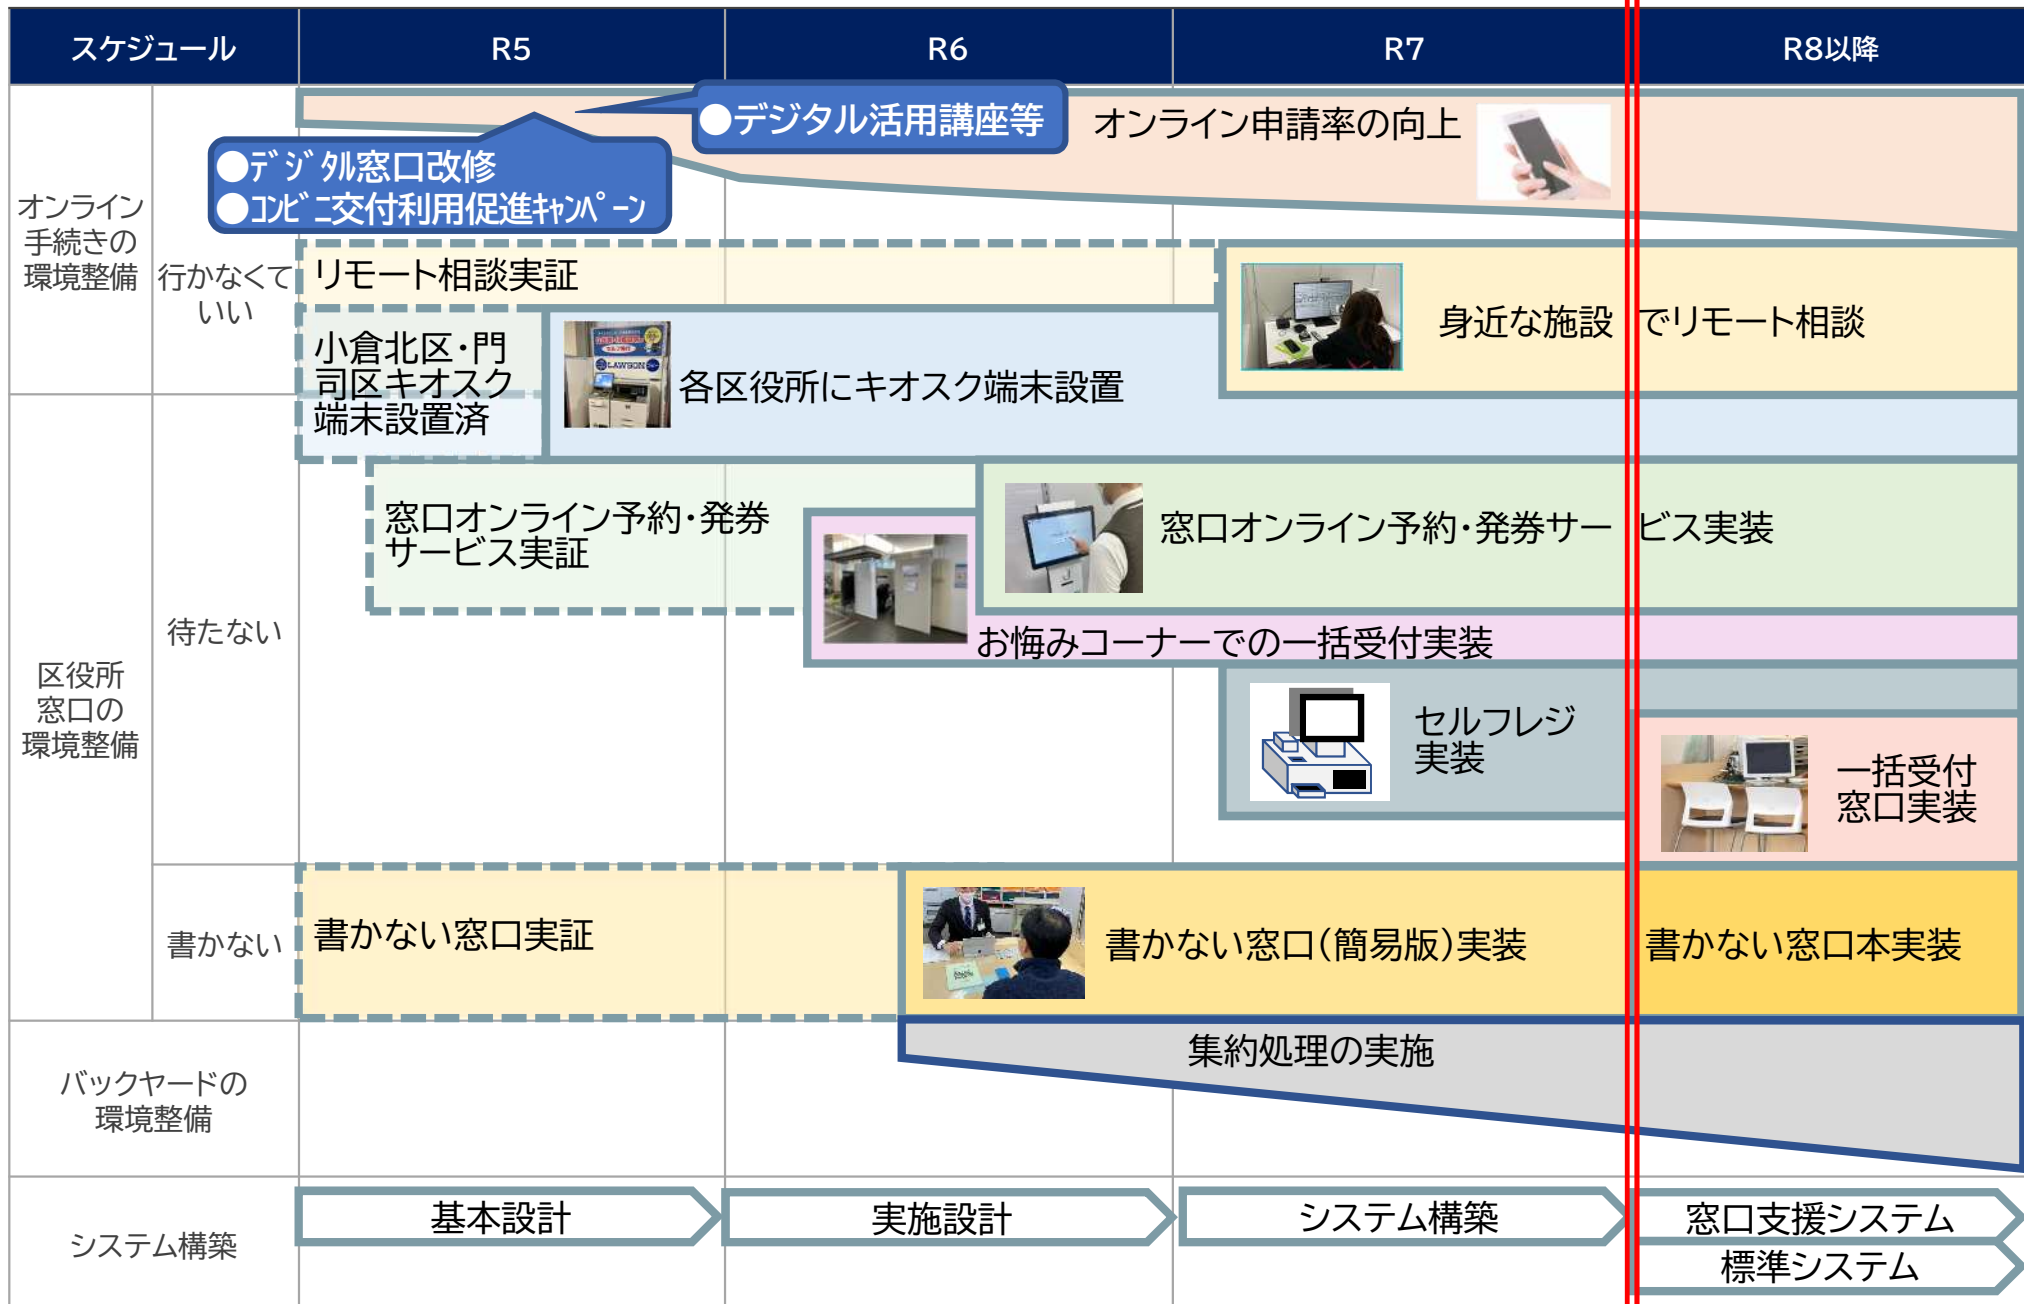 スケジュール
R5
R6
R7
R8以降
オンライン
手続きの
環境整備
行かなくて
いい
●デジタル活用講座等
●ﾃﾞｼﾞﾀﾙ窓口改修
●ｺﾝﾋﾞﾆ交付利用促進ｷｬﾝﾍﾟｰﾝ
オンライン申請率の向上
リモート相談実証
身近な施設でリモート相談
小倉北区・門
司区キオスク
端末設置済
LAWSON
各区役所にキオスク端末設置
区役所
窓口の
環境整備
待たない
窓口オンライン予約・発券
サービス実証
窓口オンライン予約・発券サービス実装
お悔みコーナーでの一括受付実装
セルフレジ
実装
一括受付
窓口実装
書かない
書かない窓口実証
書かない窓口(簡易版)実装
書かない窓口本実装
バックヤードの
環境整備
集約処理の実施
システム構築
基本設計
実施設計
システム構築
窓口支援システム
標準システム